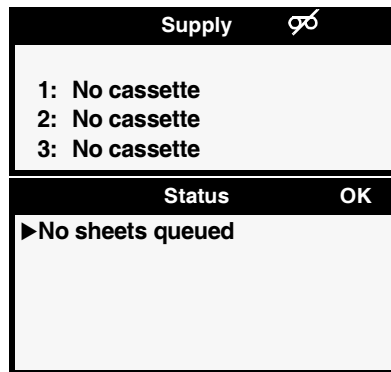 Supply
1: No cassette
2: No cassette
3: No cassette
Status OK
▶No sheets queued